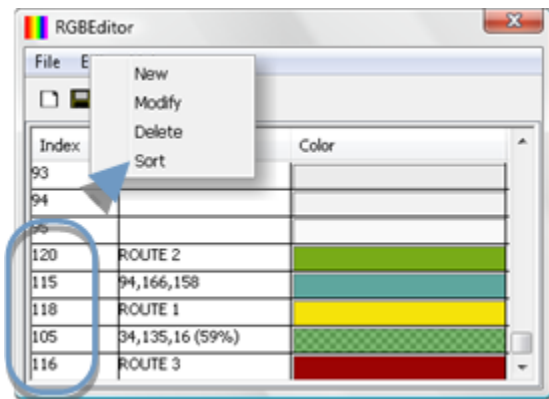 RGBEditor
File E
New
Modify
Delete
Sort
Index Color
93
94
95
120 ROUTE 2
115 94,166,158
118 ROUTE 1
105 34,135,16 (59%)
116 ROUTE 3